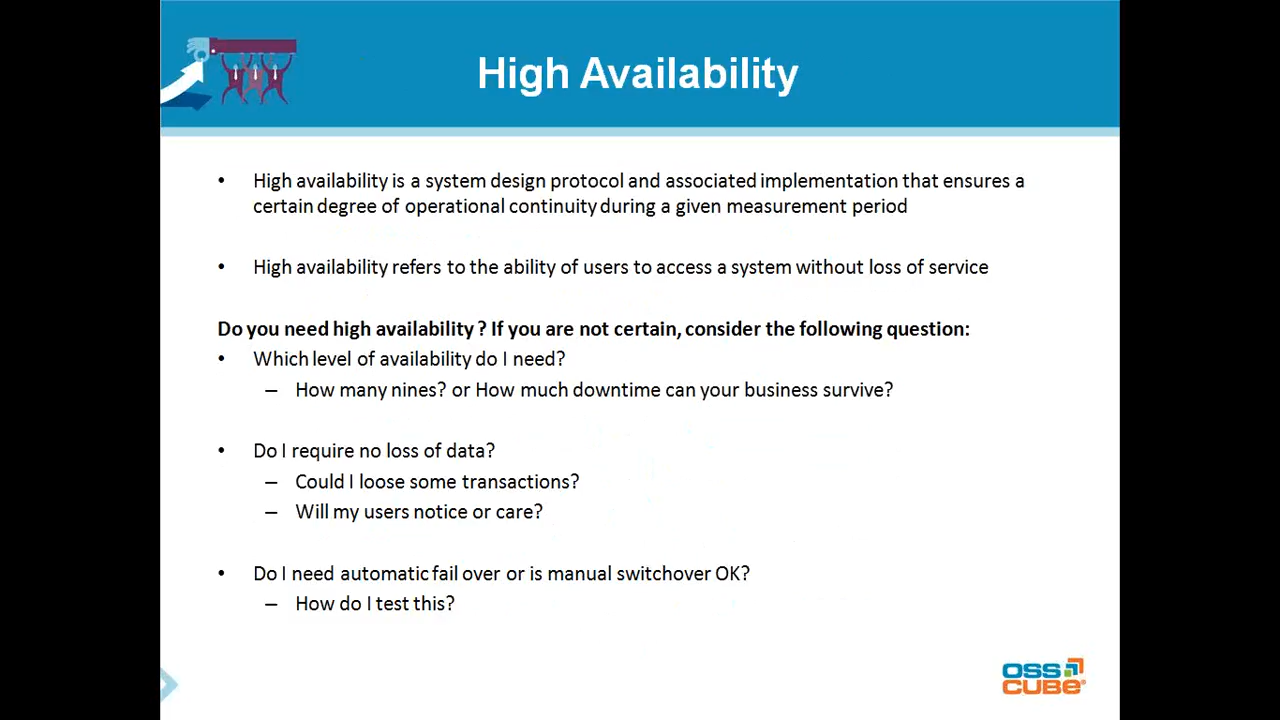 High Availability
• High availability is a system design protocol and associated implementation that ensures a
certain degree of operational continuity during a given measurement period
• High availability refers to the ability of users to access a system without loss of service
Do you need high availability ? If you are not certain, consider the following question:
• Which level of availability do I need?
– How many nines? or How much downtime can your business survive?
• Do I require no loss of data?
– Could I loose some transactions?
– Will my users notice or care?
• Do I need automatic fail over or is manual switchover OK?
– How do I test this?
OSS
CUBE®